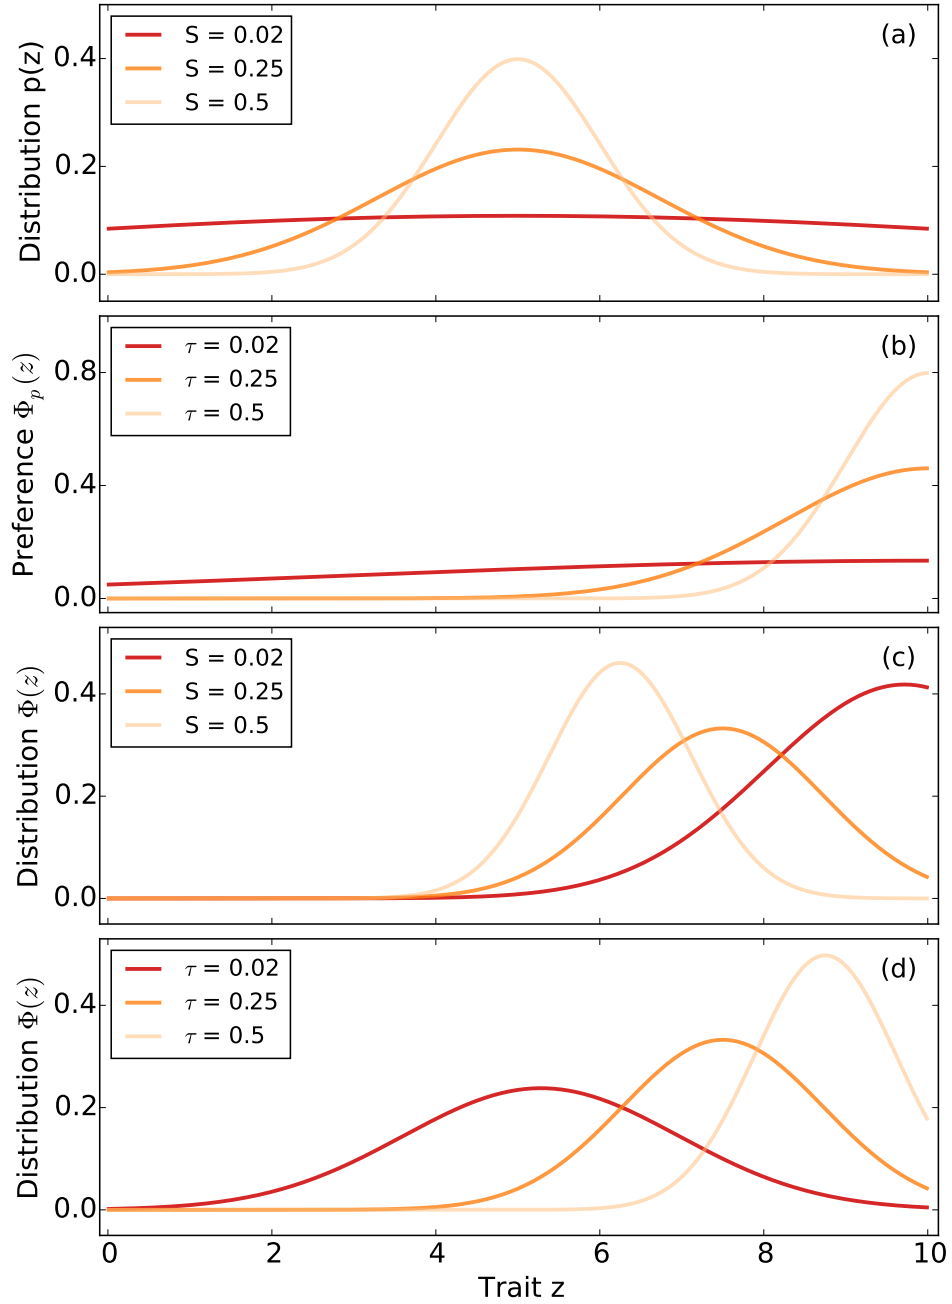 (a)
S = 0.02
S = 0.25
S = 0.5
Distribution p(z)
0.4
0.2
0.0
(b)
τ = 0.02
τ = 0.25
τ = 0.5
Preference Φ_p(z)
0.8
0.4
0.0
(c)
S = 0.02
S = 0.25
S = 0.5
Distribution Φ(z)
0.4
0.2
0.0
(d)
τ = 0.02
τ = 0.25
τ = 0.5
Distribution Φ(z)
0.4
0.2
0.0
0 2 4 6 8 10
Trait z